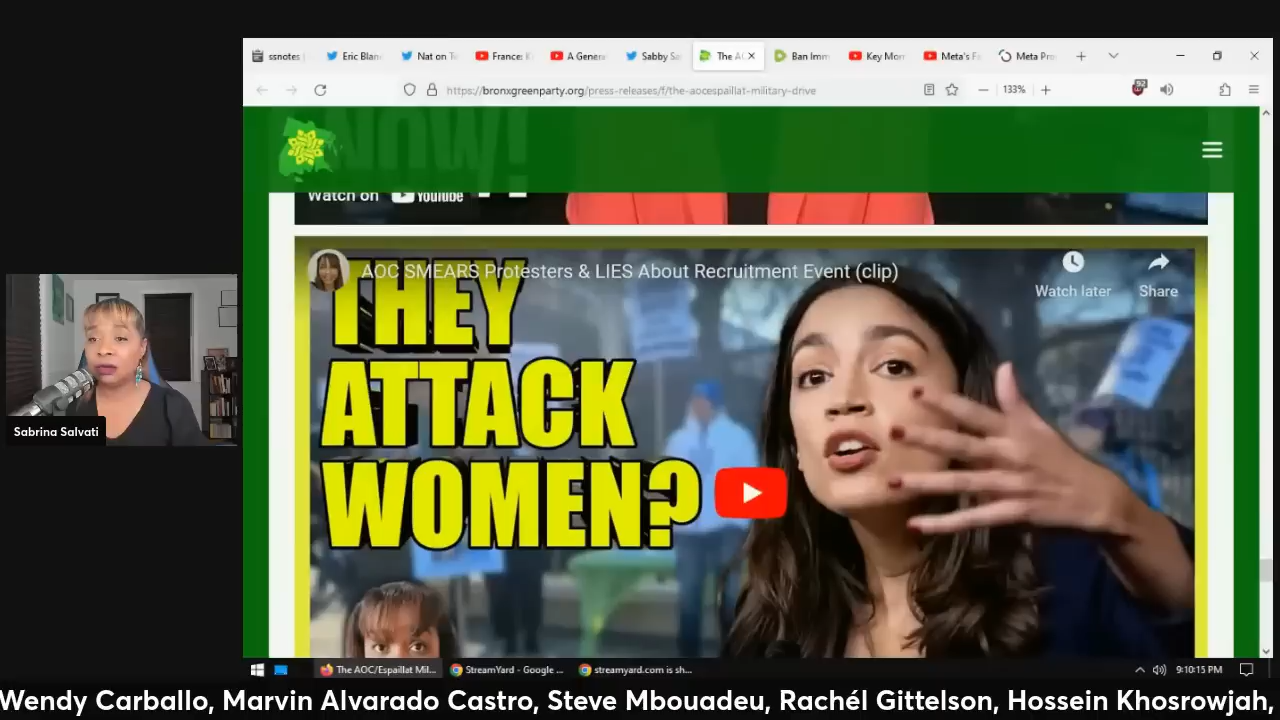 ssnotes
Eric Blan
Nat on T
France: K
A Genera
Sabby Sa
The AO
Ban Imm
Key Mom
Meta's F
Meta Pro
https://bronxgreenparty.org/press-releases/f/the-aocespaillat-military-drive
133%
52
NOW!
Watch on YouTube
AOC SMEARS Protesters & LIES About Recruitment Event (clip)
Watch later
Share
THEY
ATTACK
WOMEN?
Sabrina Salvati
The AOC/Espaillat Mil...
StreamYard - Google ...
streamyard.com is sh...
9:10:15 PM
Wendy Carballo, Marvin Alvarado Castro, Steve Mbouadeu, Rachél Gittelson, Hossein Khosrowjah,